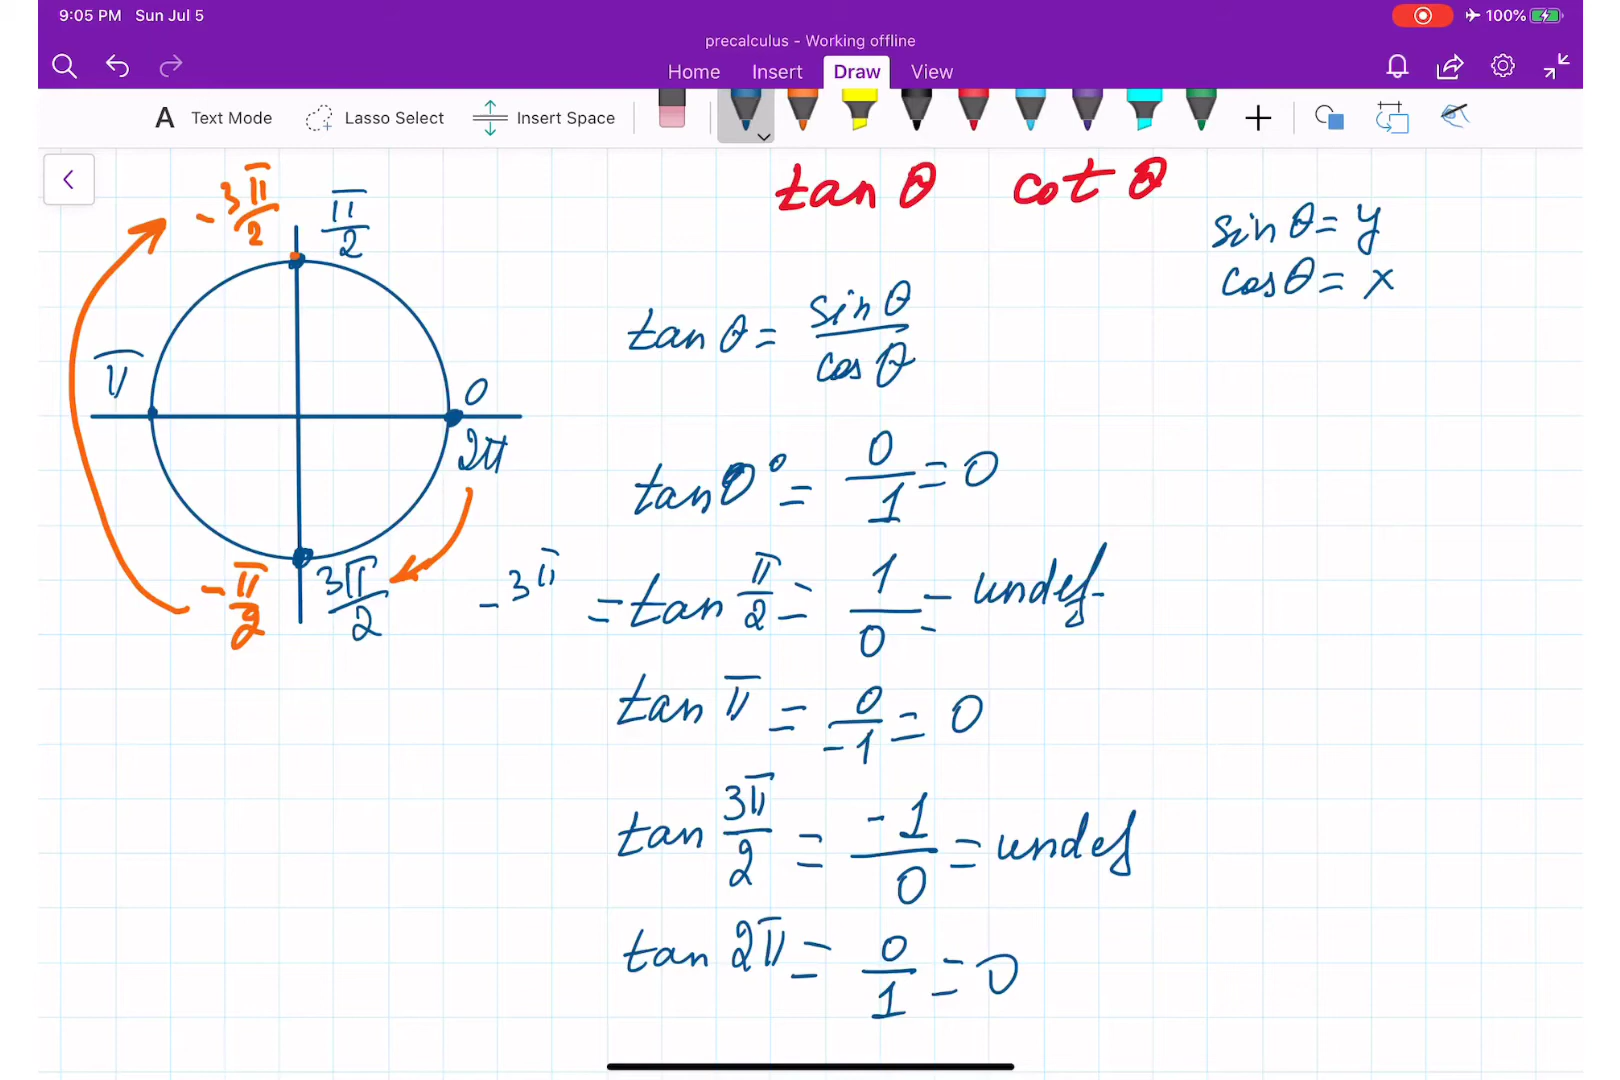 9:05 PM Sun Jul 5
100%
precalculus - Working offline
Home Insert Draw View
A Text Mode Lasso Select Insert Space
tan θ cot θ
sin θ = y
cos θ = x
-3π/2
π/2
π
0
2π
-π/2
3π/2
tan θ = sin θ/cos θ
tan 0° = 0/1 = 0
-3π = tan π/2 = 1/0 = undef.
tan π = 0/-1 = 0
tan 3π/2 = -1/0 = undef
tan 2π = 0/1 = 0